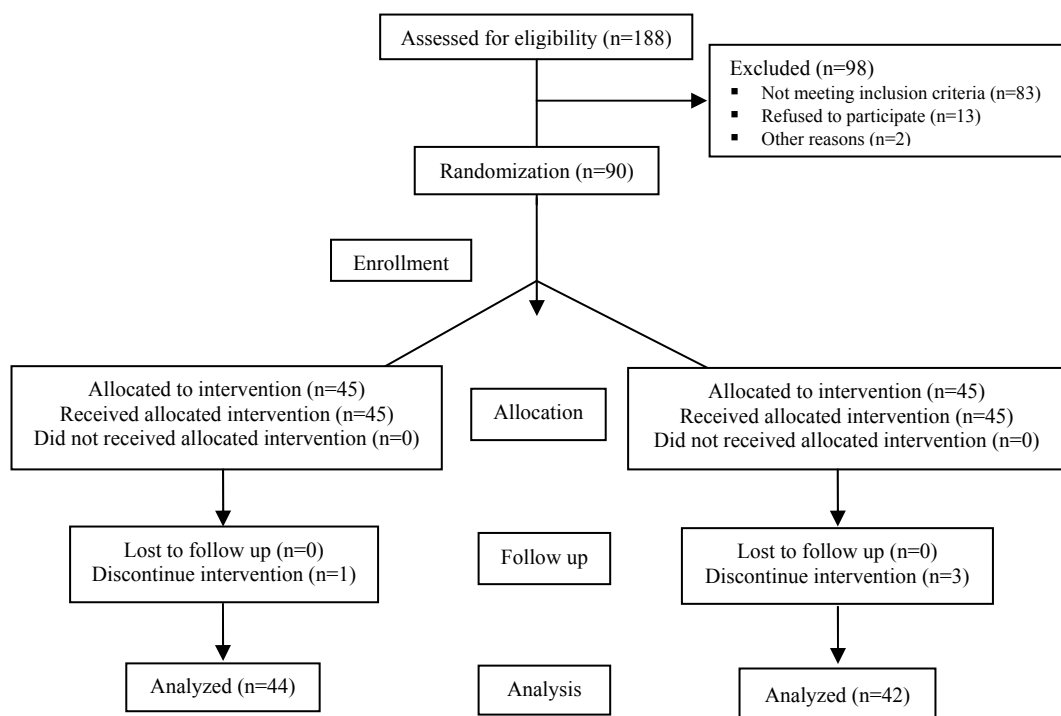 Assessed for eligibility (n=188)
Excluded (n=98)
▪ Not meeting inclusion criteria (n=83)
▪ Refused to participate (n=13)
▪ Other reasons (n=2)
Randomization (n=90)
Enrollment
Allocated to intervention (n=45)
Received allocated intervention (n=45)
Did not received allocated intervention (n=0)
Allocation
Allocated to intervention (n=45)
Received allocated intervention (n=45)
Did not received allocated intervention (n=0)
Lost to follow up (n=0)
Discontinue intervention (n=1)
Follow up
Lost to follow up (n=0)
Discontinue intervention (n=3)
Analyzed (n=44)
Analysis
Analyzed (n=42)